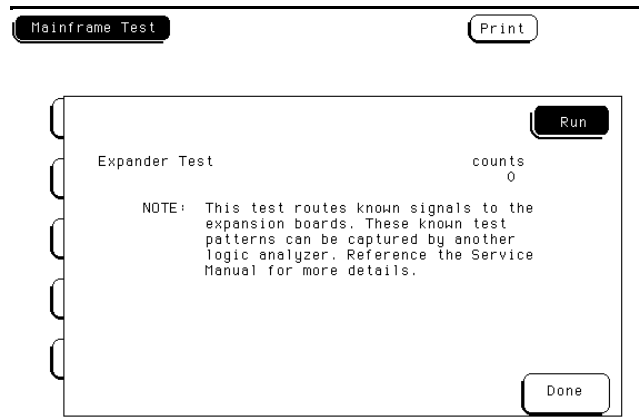 Mainframe Test
Print
Run
Expander Test counts
0
NOTE: This test routes known signals to the
expansion boards. These known test
patterns can be captured by another
logic analyzer. Reference the Service
Manual for more details.
Done